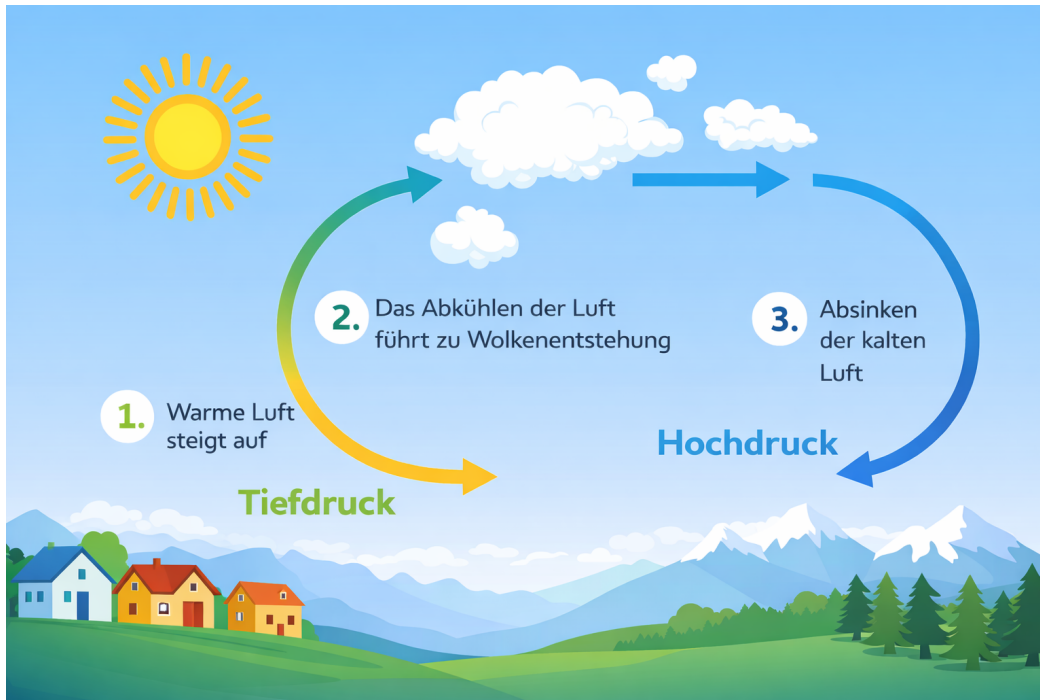 1. Warme Luft
steigt auf
Tiefdruck
2. Das Abkühlen der Luft
führt zu Wolkenentstehung
3. Absinken
der kalten
Luft
Hochdruck